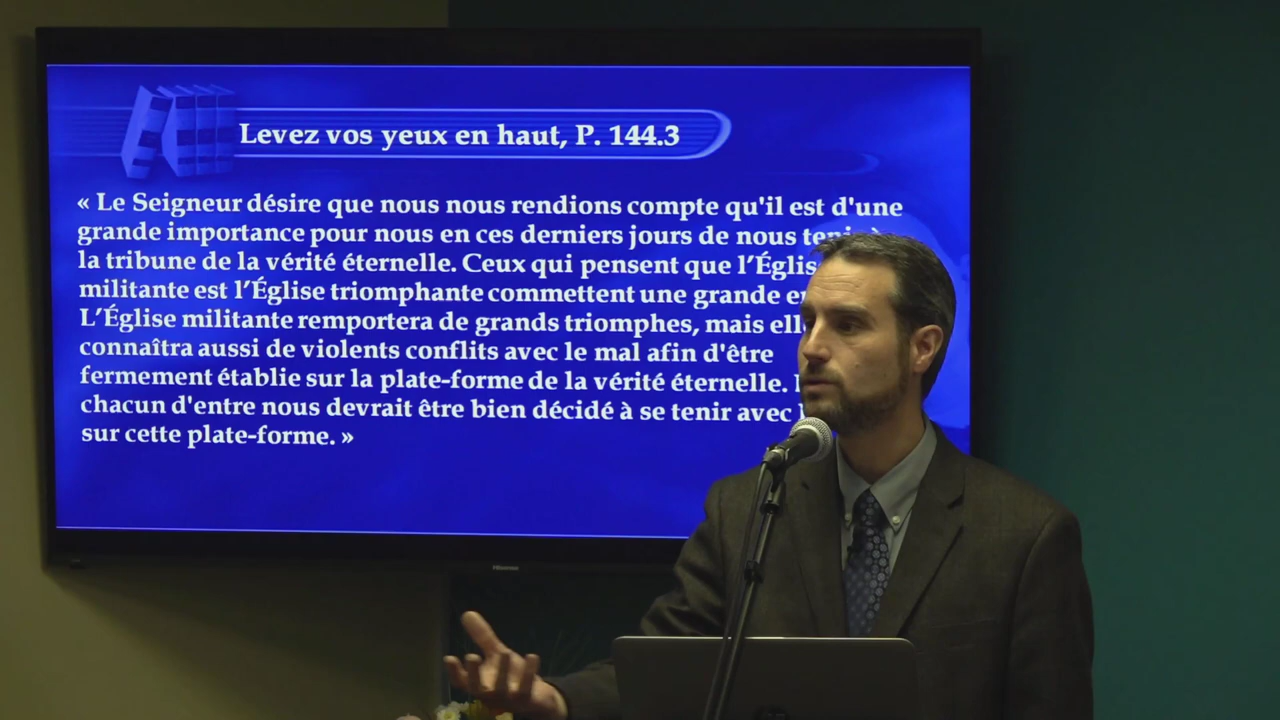 Levez vos yeux en haut, P. 144.3
« Le Seigneur désire que nous nous rendions compte qu'il est d'une
grande importance pour nous en ces derniers jours de nous
la tribune de la vérité éternelle. Ceux qui pensent que
militante est l’Église triomphante commettent une grande
L’Église militante remportera de grands triomphes, mais
connaîtra aussi de violents conflits avec le mal afin d'être
fermement établie sur la plate-forme de la vérité éternelle.
chacun d'entre nous devrait être bien décidé à se tenir avec
sur cette plate-forme. »
Hisense